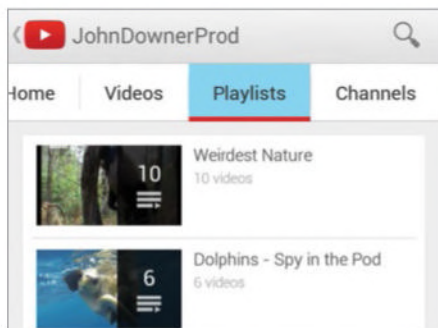 JohnDownerProd
Home Videos Playlists Channels
10
Weirdest Nature
10 videos
6
Dolphins - Spy in the Pod
6 videos